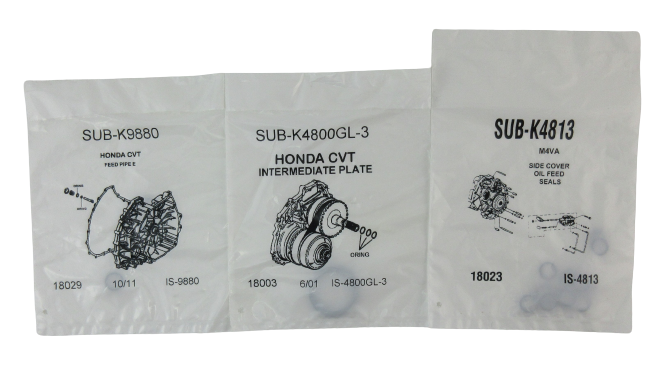 SUB-K9880
HONDA CVT
FEED PIPE E
18029 10/11 IS-9880
SUB-K4800GL-3
HONDA CVT
INTERMEDIATE PLATE
ORING
18003 6/01 IS-4800GL-3
SUB-K4813
M4VA
SIDE COVER
OIL FEED
SEALS
18023 IS-4813